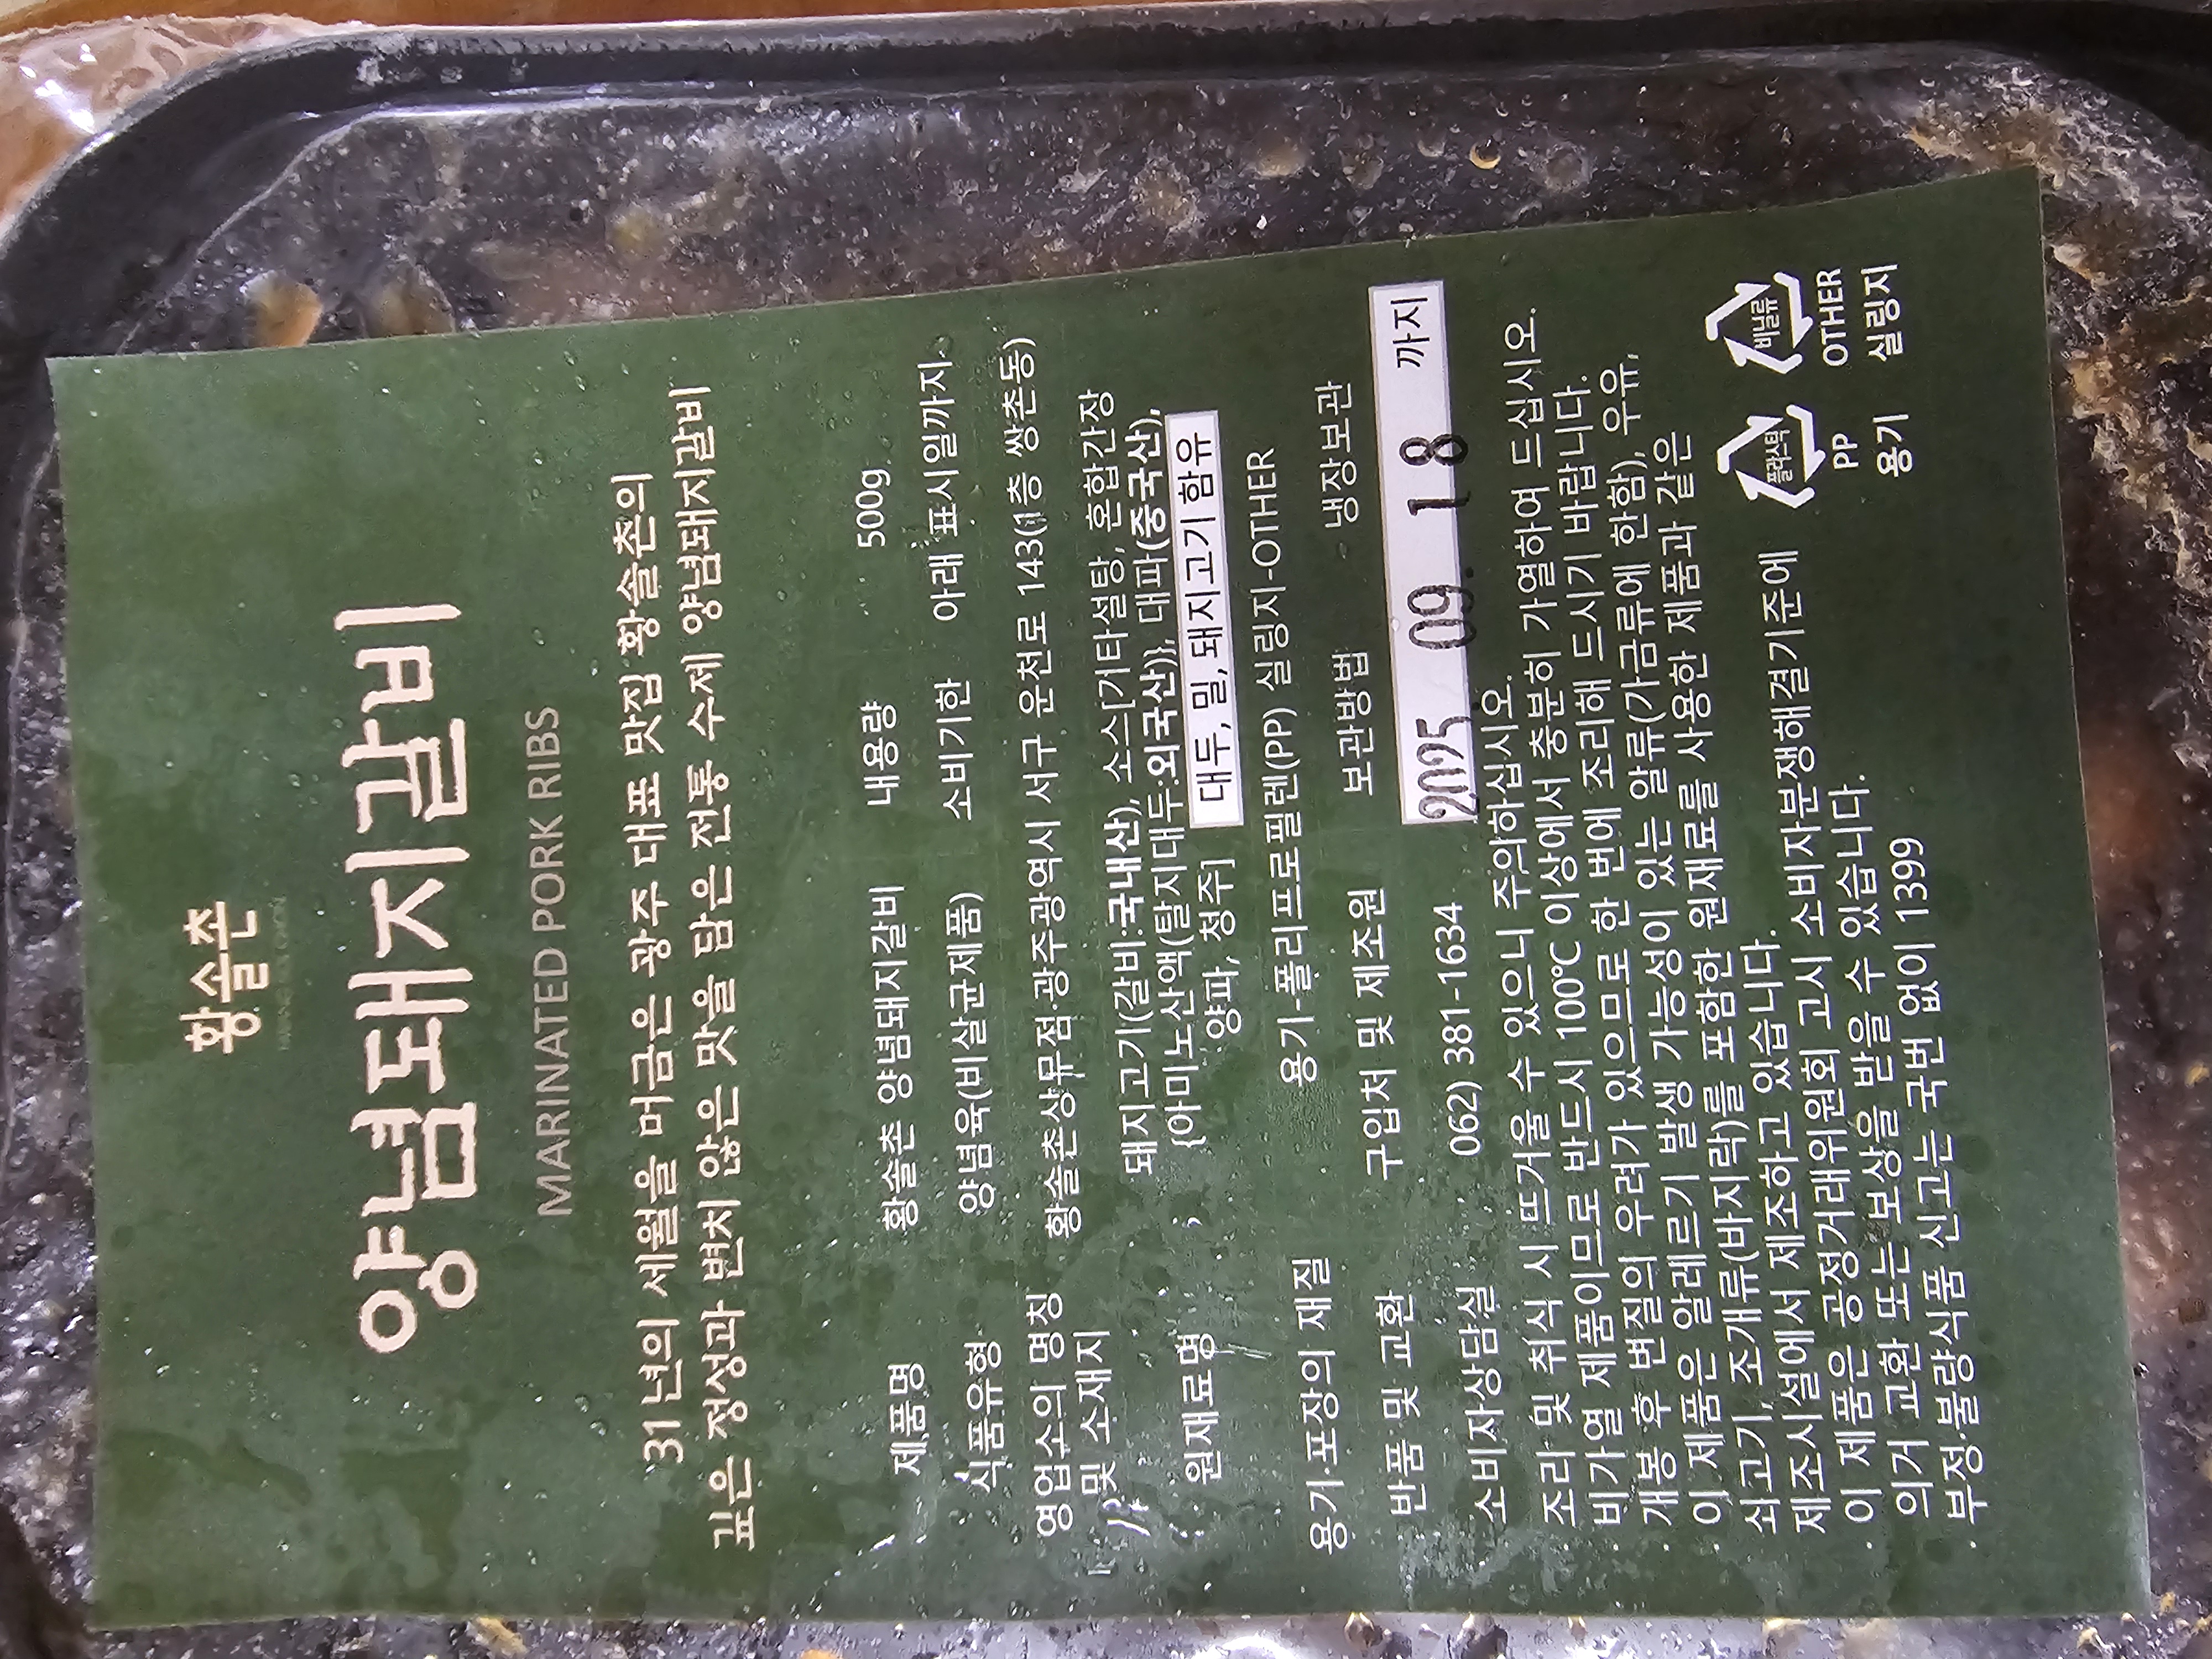 황솔촌
양념돼지갈비
MARINATED PORK RIBS
31년의 세월을 머금은 광주 대표 맛집 황솔촌의
깊은 정성과 변치 않은 맛을 담은 전통 수제 양념돼지갈비
제품명 황솔촌 양념돼지갈비 내용량 500g
식품유형 양념육(비살균제품) 소비기한 아래 표시일까지
영업소의 명칭 및 소재지 황솔촌상무점·광주광역시 서구 운천로 143(1층 쌍촌동)
원재료명 돼지고기(갈비:국내산), 소스[기타설탕, 혼합간장
{아미노산액(탈지대두:외국산)}, 대파(중국산),
양파, 청주] 대두, 밀, 돼지고기 함유
용기·포장의 재질 용기-폴리프로필렌(PP) 실링지-OTHER
반품 및 교환 구입처 및 제조원 보관방법 냉장보관
소비자상담실 062) 381-1634 2025. 09. 18 까지
· 조리 및 취식 시 뜨거울 수 있으니 주의하십시오.
· 비가열 제품이므로 반드시 100℃ 이상에서 충분히 가열하여 드십시오.
· 개봉 후 변질의 우려가 있으므로 한 번에 조리해 드시기 바랍니다.
· 이 제품은 알레르기 발생 가능성이 있는 알류(가금류에 한함), 우유,
쇠고기, 조개류(바지락)를 포함한 원재료를 사용한 제품과 같은
제조시설에서 제조하고 있습니다.
· 이 제품은 공정거래위원회 고시 소비자분쟁해결기준에
의거 교환 또는 보상을 받을 수 있습니다.
· 부정·불량식품 신고는 국번 없이 1399
플라스틱
PP
용기
비닐류
OTHER
실링지